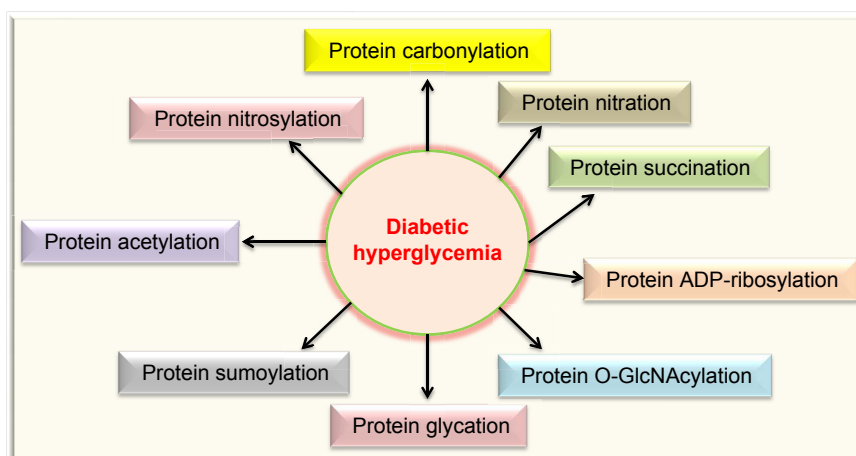 Protein carbonylation
Protein nitration
Protein nitrosylation
Protein succination
Diabetic
hyperglycemia
Protein acetylation
Protein ADP-ribosylation
Protein sumoylation
Protein O-GlcNAcylation
Protein glycation